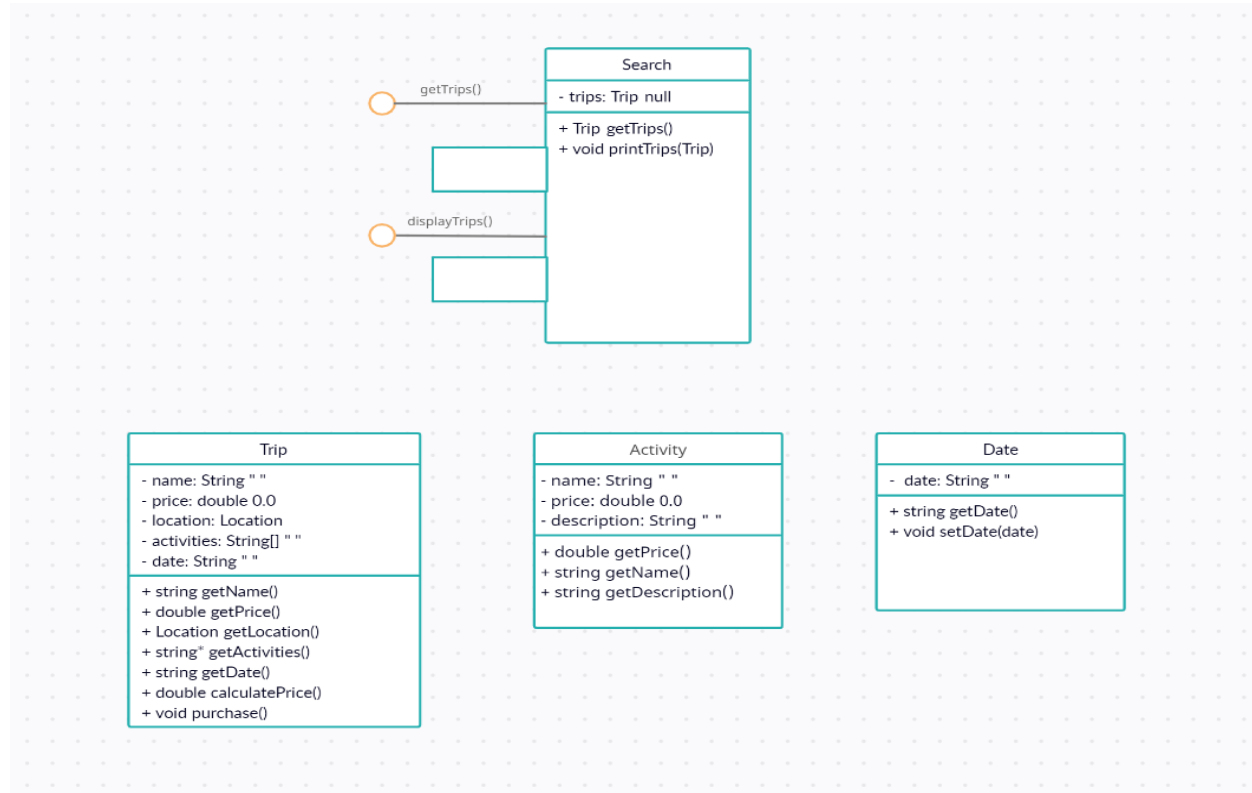 Search
getTrips()
- trips: Trip null
+ Trip getTrips()
+ void printTrips(Trip)
displayTrips()
Trip
- name: String " "
- price: double 0.0
- location: Location
- activities: String[] " "
- date: String " "
+ string getName()
+ double getPrice()
+ Location getLocation()
+ string* getActivities()
+ string getDate()
+ double calculatePrice()
+ void purchase()
Activity
- name: String " "
- price: double 0.0
- description: String " "
+ double getPrice()
+ string getName()
+ string getDescription()
Date
- date: String " "
+ string getDate()
+ void setDate(date)